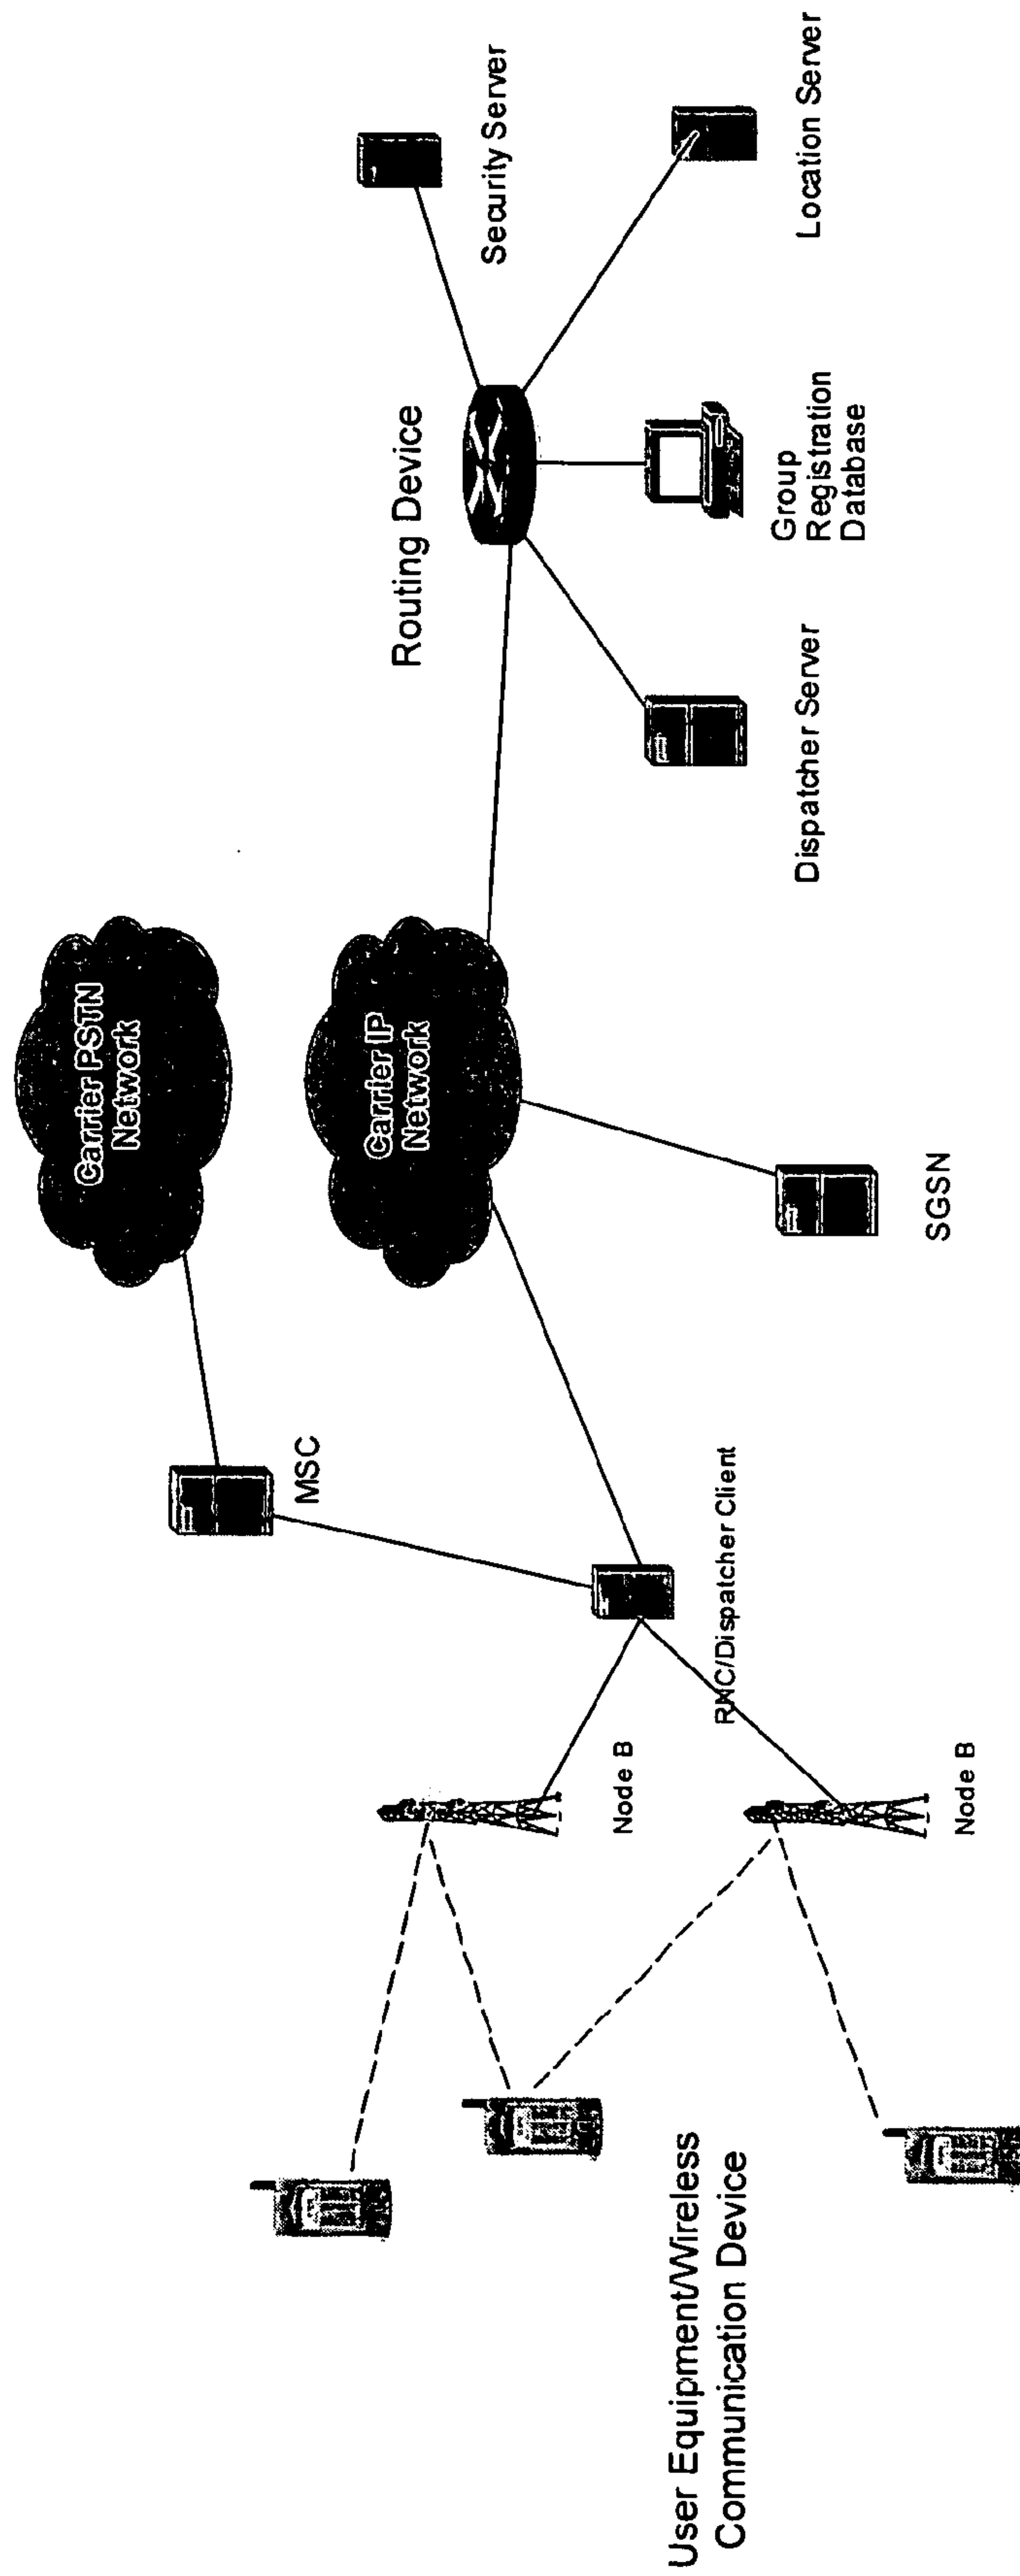 Carrier PSTN
Network
Carrier IP
Network
MSC
Routing Device
Security Server
Location Server
Group
Registration
Database
Dispatcher Server
SGSN
RNC/Dispatcher Client
Node B
Node B
User Equipment/Wireless
Communication Device